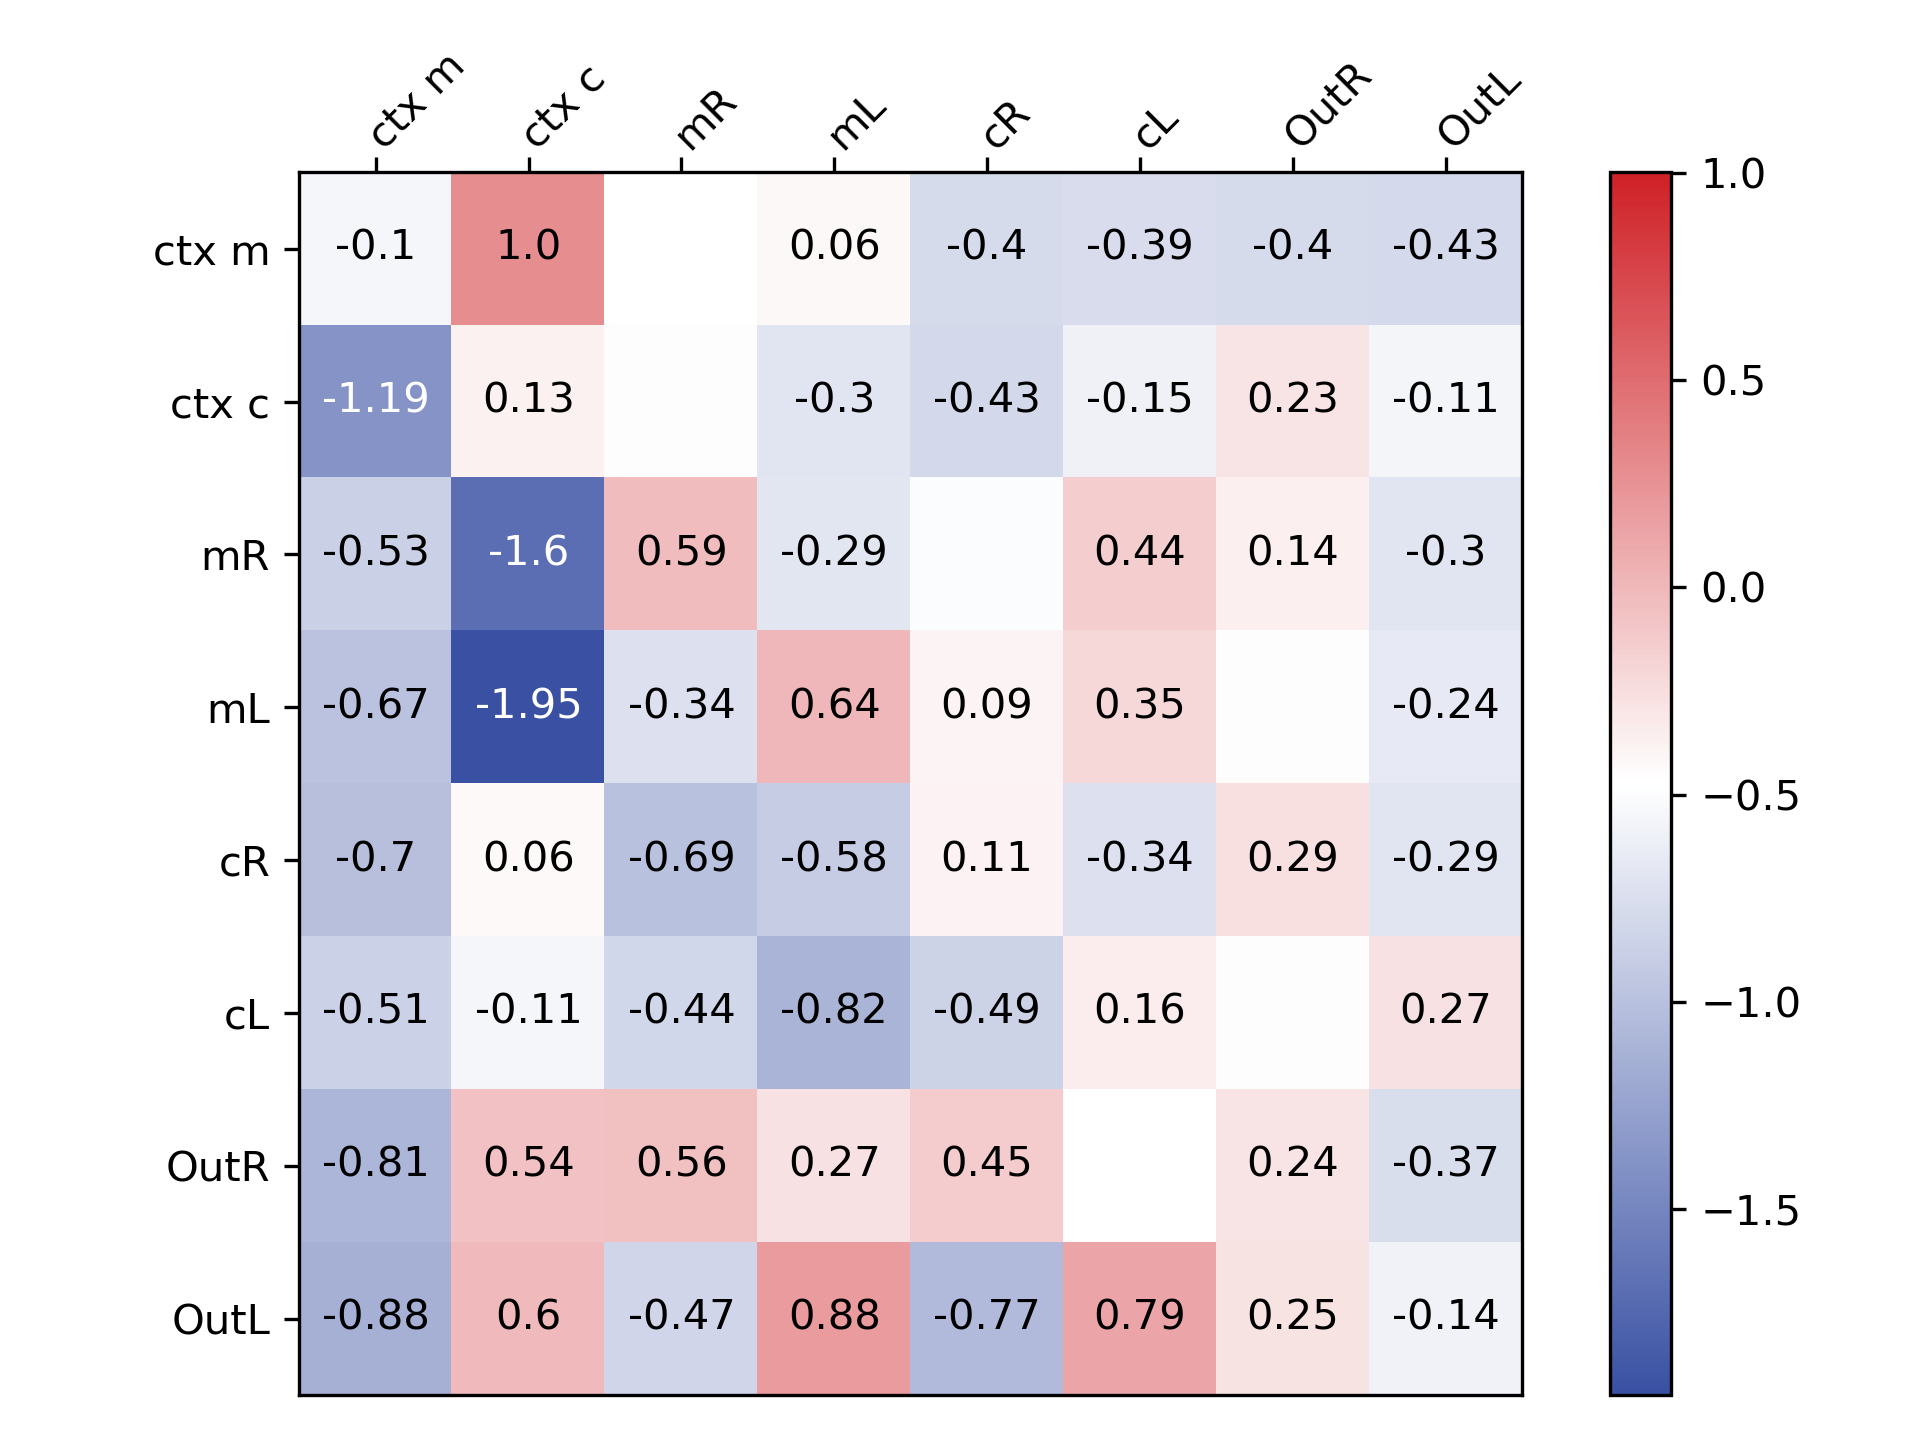 ctx m ctx c mR mL cR cL OutR OutL
ctx m -0.1 1.0 0.06 -0.4 -0.39 -0.4 -0.43
ctx c -1.19 0.13 -0.3 -0.43 -0.15 0.23 -0.11
mR -0.53 -1.6 0.59 -0.29 0.44 0.14 -0.3
mL -0.67 -1.95 -0.34 0.64 0.09 0.35 -0.24
cR -0.7 0.06 -0.69 -0.58 0.11 -0.34 0.29 -0.29
cL -0.51 -0.11 -0.44 -0.82 -0.49 0.16 0.27
OutR -0.81 0.54 0.56 0.27 0.45 0.24 -0.37
OutL -0.88 0.6 -0.47 0.88 -0.77 0.79 0.25 -0.14
1.0
0.5
0.0
−0.5
−1.0
−1.5